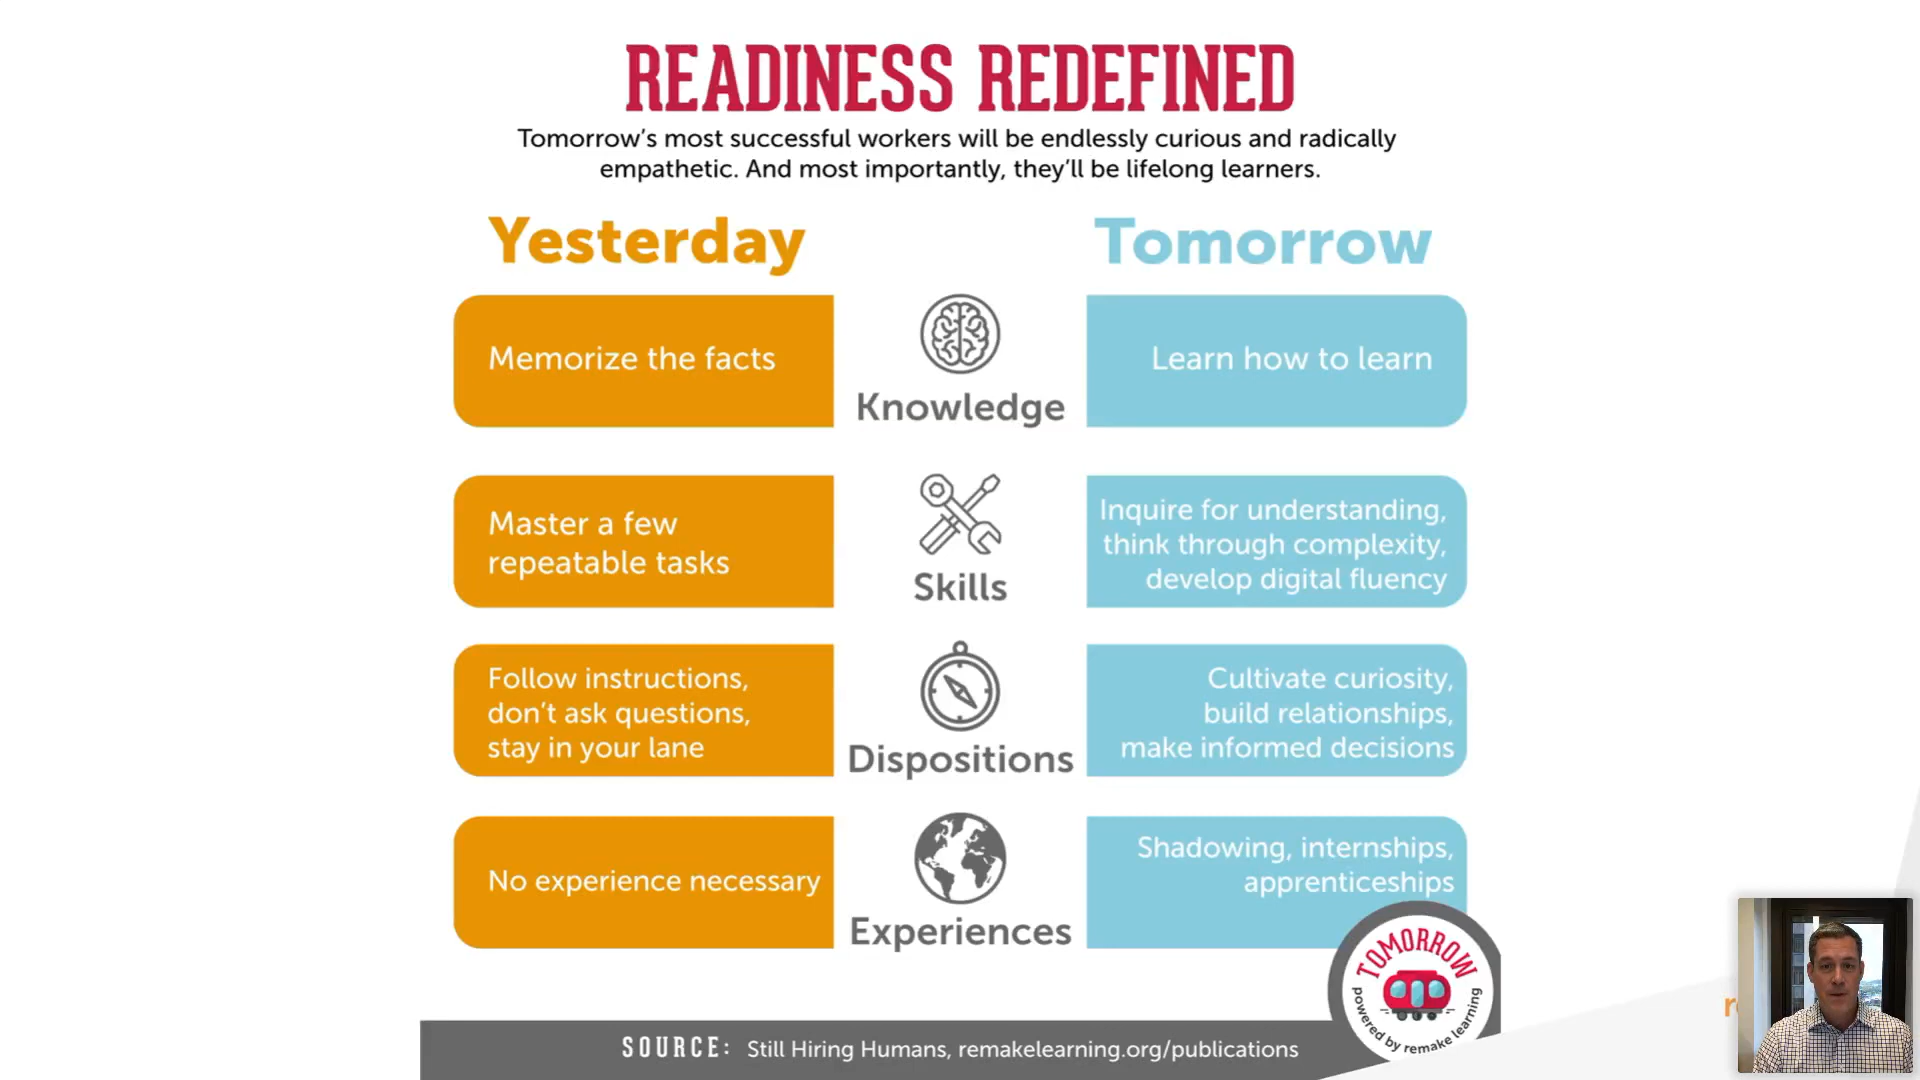 READINESS REDEFINED
Tomorrow's most successful workers will be endlessly curious and radically
empathetic. And most importantly, they'll be lifelong learners.
Yesterday
Tomorrow
Memorize the facts
Knowledge
Learn how to learn
Master a few
repeatable tasks
Skills
Inquire for understanding,
think through complexity,
develop digital fluency
Follow instructions,
don't ask questions,
stay in your lane
Dispositions
Cultivate curiosity,
build relationships,
make informed decisions
No experience necessary
Experiences
Shadowing, internships,
apprenticeships
TOMORROW
powered by remake learning
SOURCE: Still Hiring Humans, remakelearning.org/publications